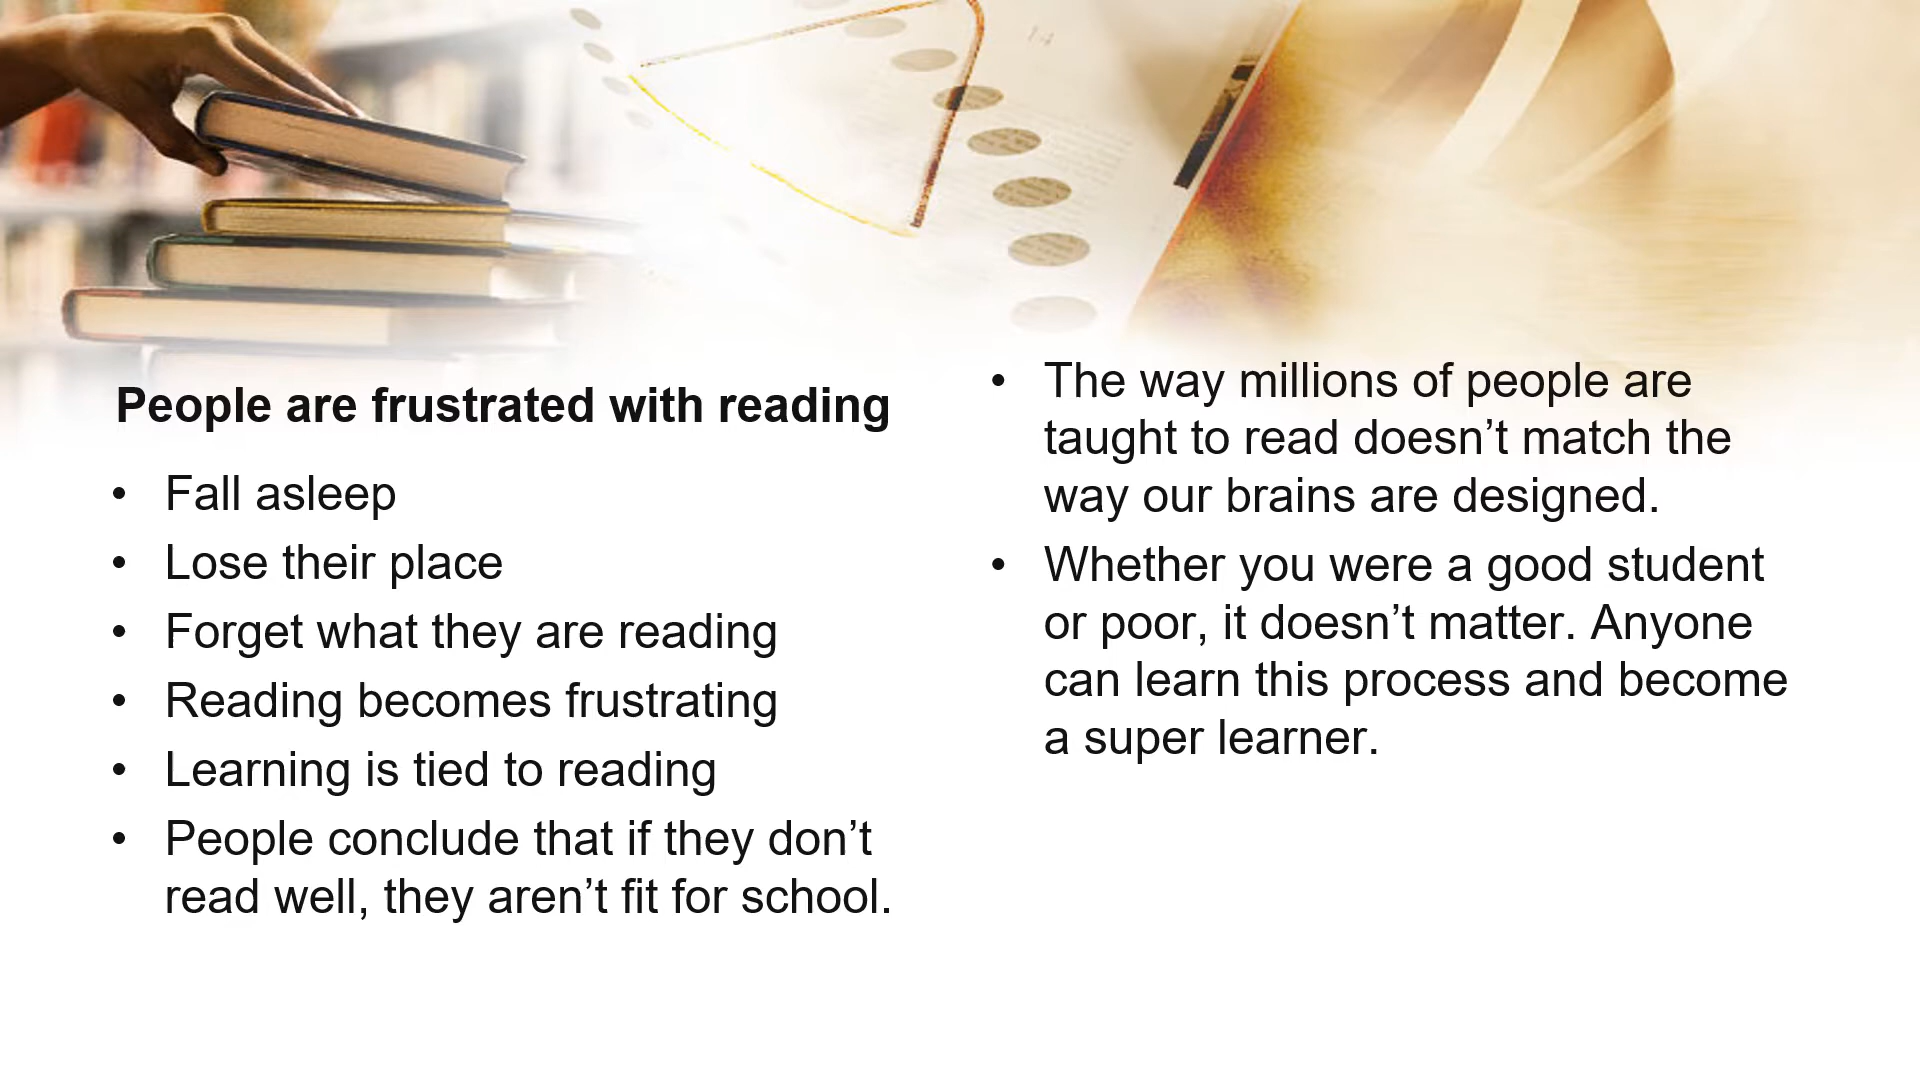 People are frustrated with reading
• Fall asleep
• Lose their place
• Forget what they are reading
• Reading becomes frustrating
• Learning is tied to reading
• People conclude that if they don’t
read well, they aren’t fit for school.
• The way millions of people are
taught to read doesn’t match the
way our brains are designed.
• Whether you were a good student
or poor, it doesn’t matter. Anyone
can learn this process and become
a super learner.